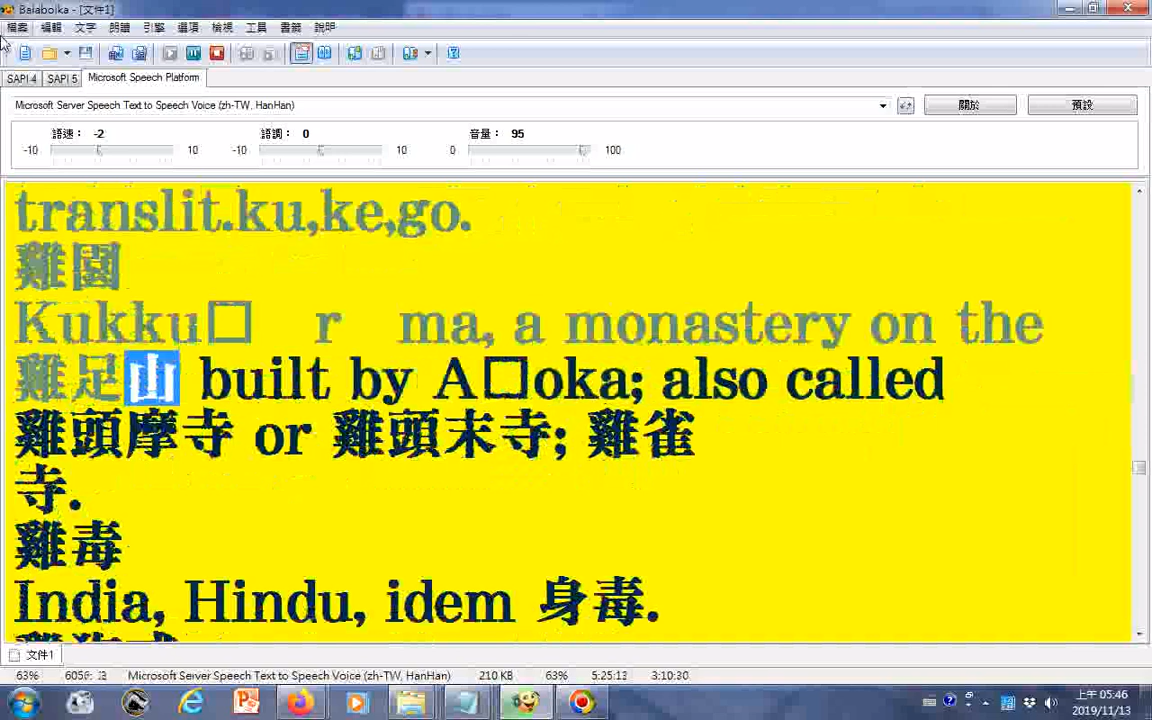 Balabolka - [文件1]
檔案 編輯 文字 朗讀 引擎 選項 檢視 工具 書籤 說明
SAPI 4 SAPI 5 Microsoft Speech Platform
Microsoft Server Speech Text to Speech Voice (zh-TW, HanHan) 關於 預設
語速： -2 語調： 0 音量： 95
-10 10 -10 10 0 100
translit.ku,ke,go.
雞園
Kukku□ r ma, a monastery on the
雞足山 built by A□oka; also called
雞頭摩寺 or 雞頭末寺; 雞雀
寺.
雞毒
India, Hindu, idem 身毒.
文件1
63% Microsoft Server Speech Text to Speech Voice (zh-TW, HanHan) 210 KB 63% 5:25:13 3:10:30
上午 05:46
2019/11/13